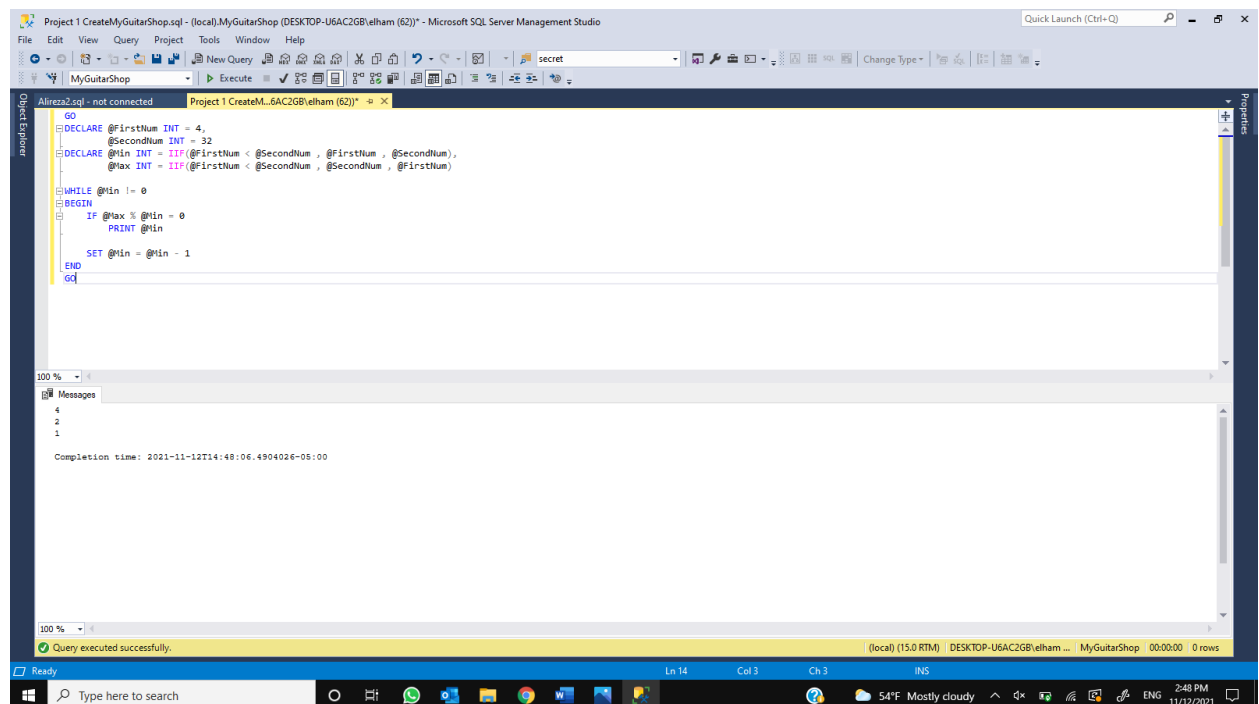 Project 1 CreateMyGuitarShop.sql - (local).MyGuitarShop (DESKTOP-U6AC2GB\elham (62))* - Microsoft SQL Server Management Studio
Quick Launch (Ctrl+Q)
File Edit View Query Project Tools Window Help
New Query secret Change Type
MyGuitarShop Execute
Object Explorer
Alireza2.sql - not connected Project 1 CreateM...6AC2GB\elham (62))*
Properties
GO
DECLARE @FirstNum INT = 4,
@SecondNum INT = 32
DECLARE @Min INT = IIF(@FirstNum < @SecondNum , @FirstNum , @SecondNum),
@Max INT = IIF(@FirstNum < @SecondNum , @SecondNum , @FirstNum)
WHILE @Min != 0
BEGIN
IF @Max % @Min = 0
PRINT @Min
SET @Min = @Min - 1
END
GO
100 %
Messages
4
2
1
Completion time: 2021-11-12T14:48:06.4904026-05:00
100 %
Query executed successfully. (local) (15.0 RTM) DESKTOP-U6AC2GB\elham ... MyGuitarShop 00:00:00 0 rows
Ready Ln 14 Col 3 Ch 3 INS
Type here to search 54°F Mostly cloudy ENG 2:48 PM
11/12/2021